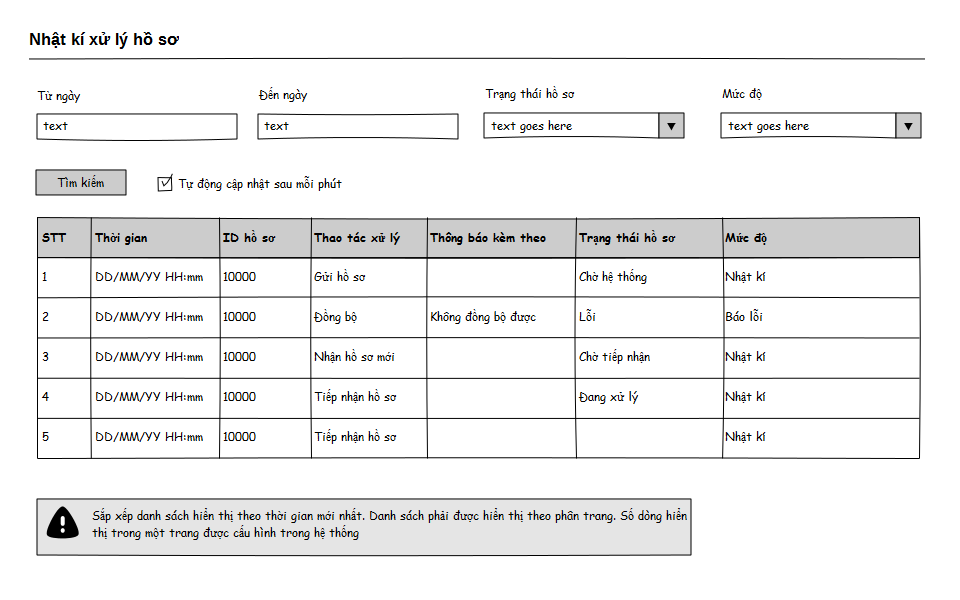 Nhật kí xử lý hồ sơ
Từ ngày Đến ngày Trạng thái hồ sơ Mức độ
text text text goes here text goes here
Tìm kiếm Tự động cập nhật sau mỗi phút
STT Thời gian ID hồ sơ Thao tác xử lý Thông báo kèm theo Trạng thái hồ sơ Mức độ
1 DD/MM/YY HH:mm 10000 Gửi hồ sơ Chờ hệ thống Nhật kí
2 DD/MM/YY HH:mm 10000 Đồng bộ Không đồng bộ được Lỗi Báo lỗi
3 DD/MM/YY HH:mm 10000 Nhận hồ sơ mới Chờ tiếp nhận Nhật kí
4 DD/MM/YY HH:mm 10000 Tiếp nhận hồ sơ Đang xử lý Nhật kí
5 DD/MM/YY HH:mm 10000 Tiếp nhận hồ sơ Nhật kí
Sắp xếp danh sách hiển thị theo thời gian mới nhất. Danh sách phải được hiển thị theo phân trang. Số dòng hiển
thị trong một trang được cấu hình trong hệ thống